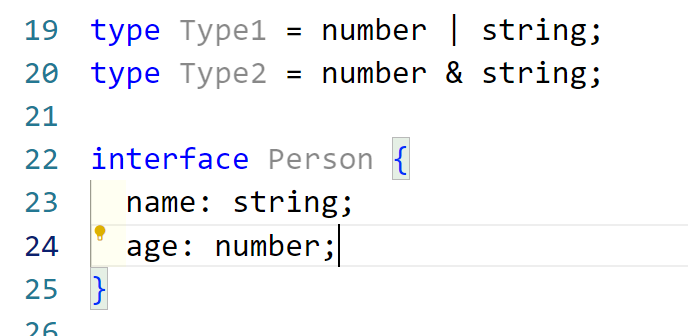 19 type Type1 = number | string;
20 type Type2 = number & string;
21
22 interface Person {
23   name: string;
24   age: number;
25 }
26